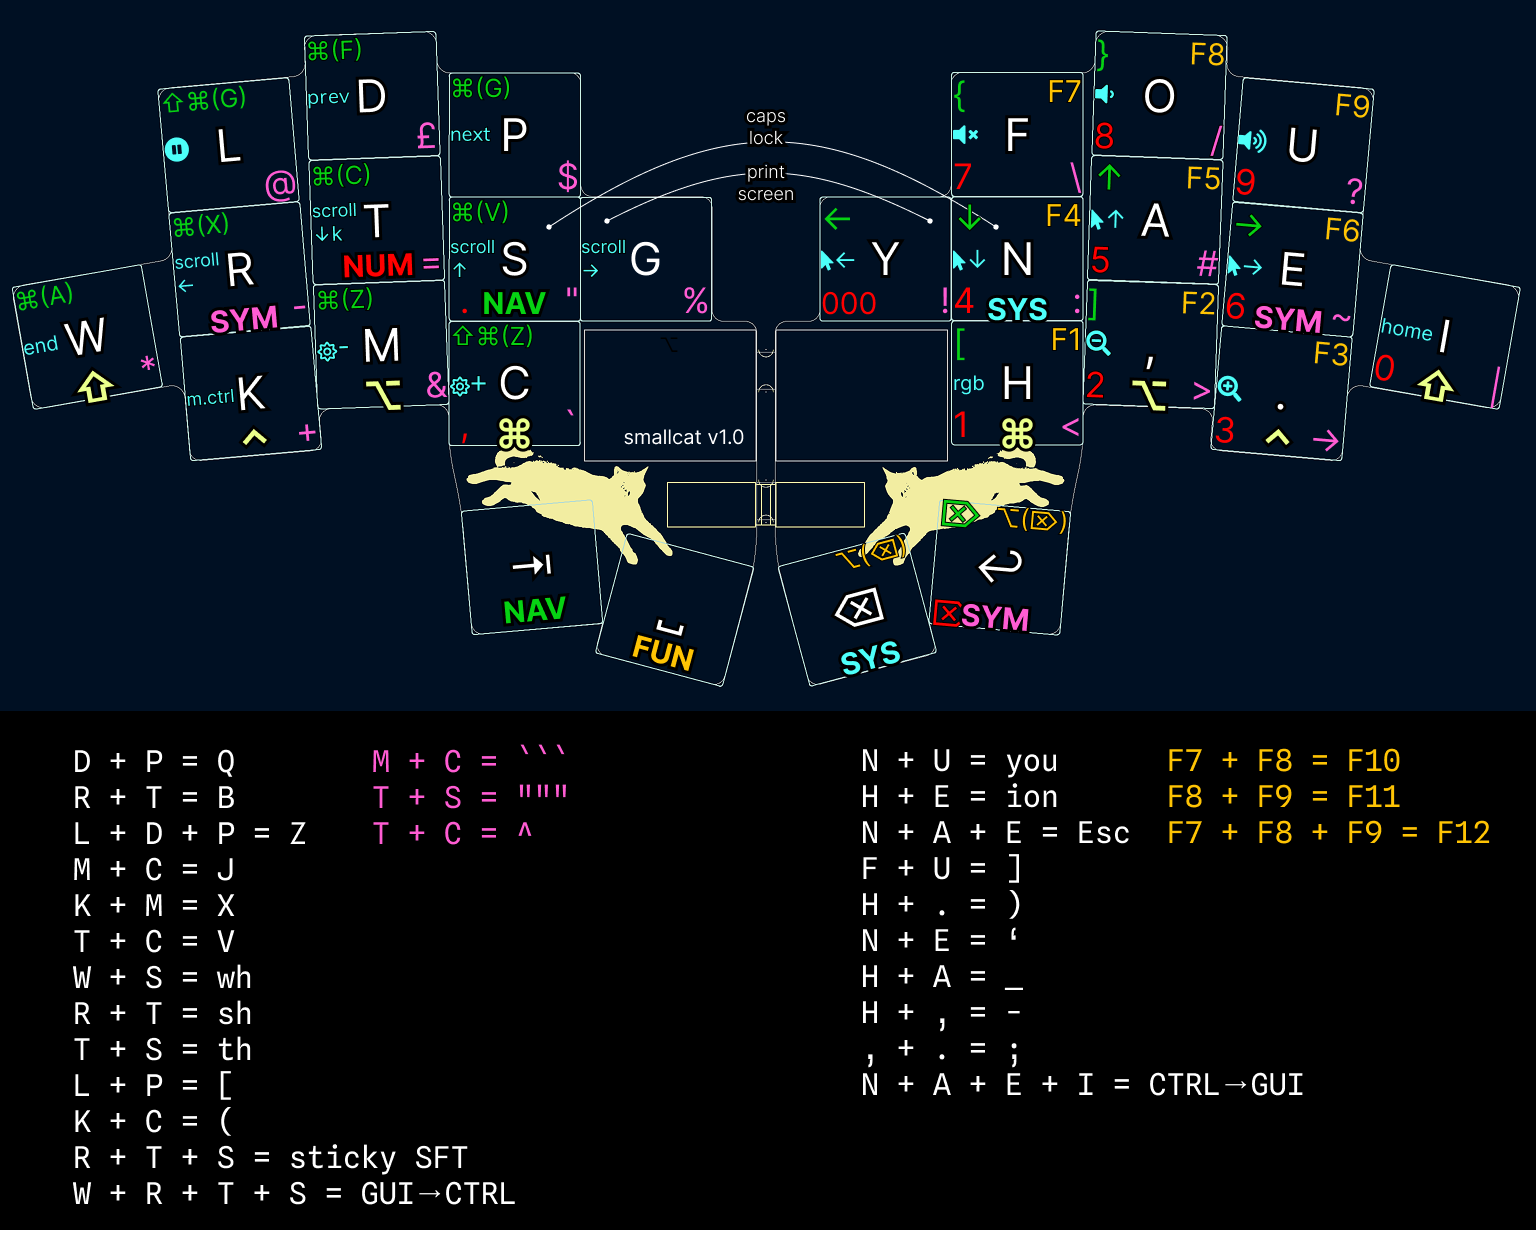 ⌘(F)
prev D
£
⌘(G)
next P
$
⇧⌘(G)
L
@
⌘(C)
scroll
↓k
T
NUM =
⌘(X)
scroll
←
R
SYM -
⌘(V)
scroll
↑
S
. NAV "
scroll
→
G
%
⌘(A)
end W
*
⇧
m.ctrl K
^ +
⌘(Z)
- M
⌥ &
⇧⌘(Z)
+ C
`
, ⌘
caps
lock
print
screen
{ F7
F
7 \
} F8
O
8 /
F9
U
9 ?
←
Y
000 !
↓ F4
↓ N
4 SYS :
↑ F5
↑ A
5 #
→ F6
→ E
6 SYM ~
[ F1
rgb H
1 <
⌘
] F2
,
2 ⌥ >
F3
.
3 ^ →
home I
0 ⇧ |
smallcat v1.0
⌥
⇥
NAV
␣
FUN
⌥(⌫)
⌫
SYS
⌦ ⌥(⌦)
↩
⌧ SYM
D + P = Q
R + T = B
L + D + P = Z
M + C = J
K + M = X
T + C = V
W + S = wh
R + T = sh
T + S = th
L + P = [
K + C = (
R + T + S = sticky SFT
W + R + T + S = GUI→CTRL
M + C = ```
T + S = """
T + C = ^
N + U = you
H + E = ion
N + A + E = Esc
F + U = ]
H + . = )
N + E = ‘
H + A = _
H + , = -
, + . = ;
N + A + E + I = CTRL→GUI
F7 + F8 = F10
F8 + F9 = F11
F7 + F8 + F9 = F12